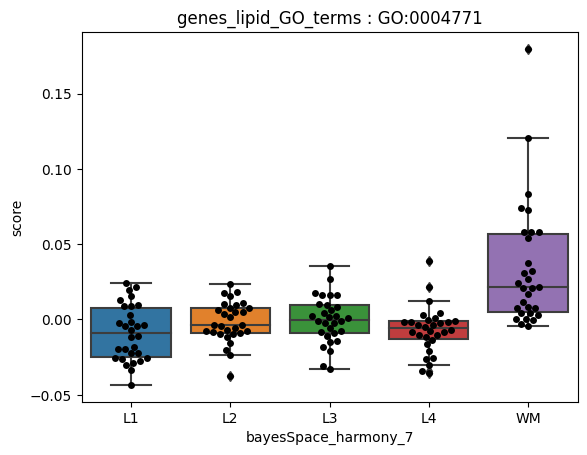 genes_lipid_GO_terms : GO:0004771
score
0.15
0.10
0.05
0.00
−0.05
L1 L2 L3 L4 WM
bayesSpace_harmony_7